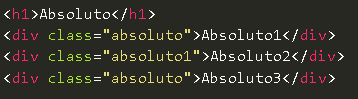 <h1>Absoluto</h1>
<div class="absoluto">Absoluto1</div>
<div class="absoluto1">Absoluto2</div>
<div class="absoluto">Absoluto3</div>